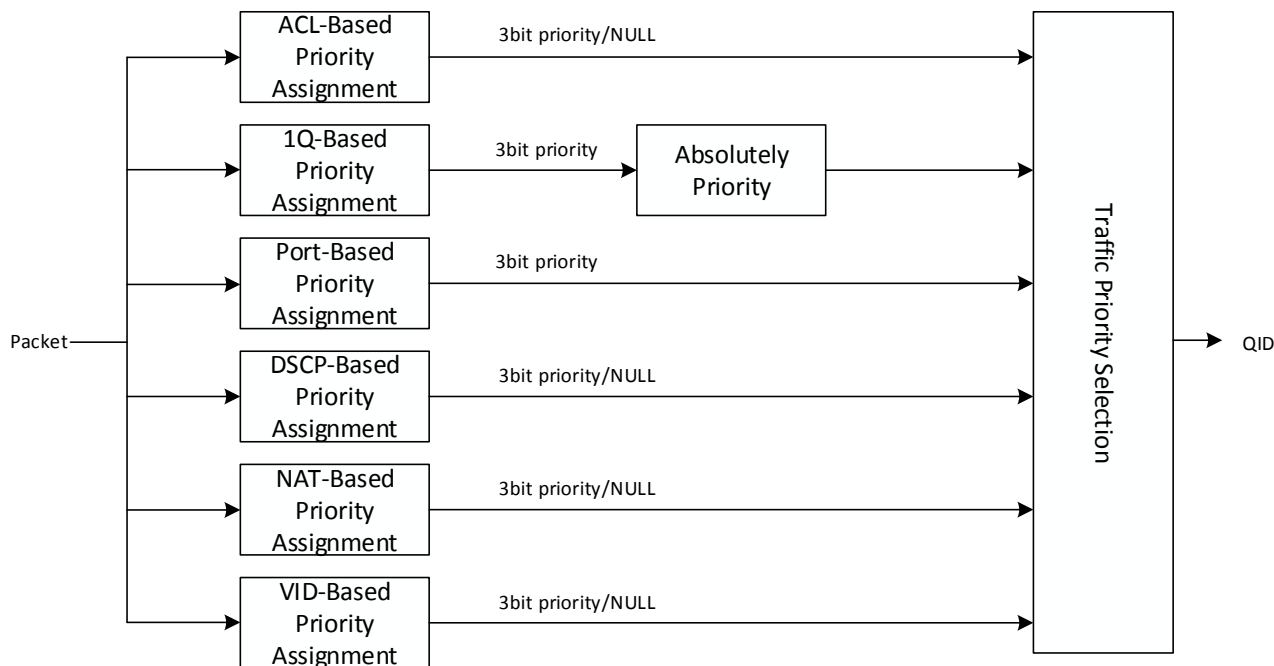 ACL-Based
Priority
Assignment
3bit priority/NULL
1Q-Based
Priority
Assignment
3bit priority
Absolutely
Priority
Port-Based
Priority
Assignment
3bit priority
Packet
DSCP-Based
Priority
Assignment
3bit priority/NULL
NAT-Based
Priority
Assignment
3bit priority/NULL
VID-Based
Priority
Assignment
3bit priority/NULL
Traffic Priority Selection
QID